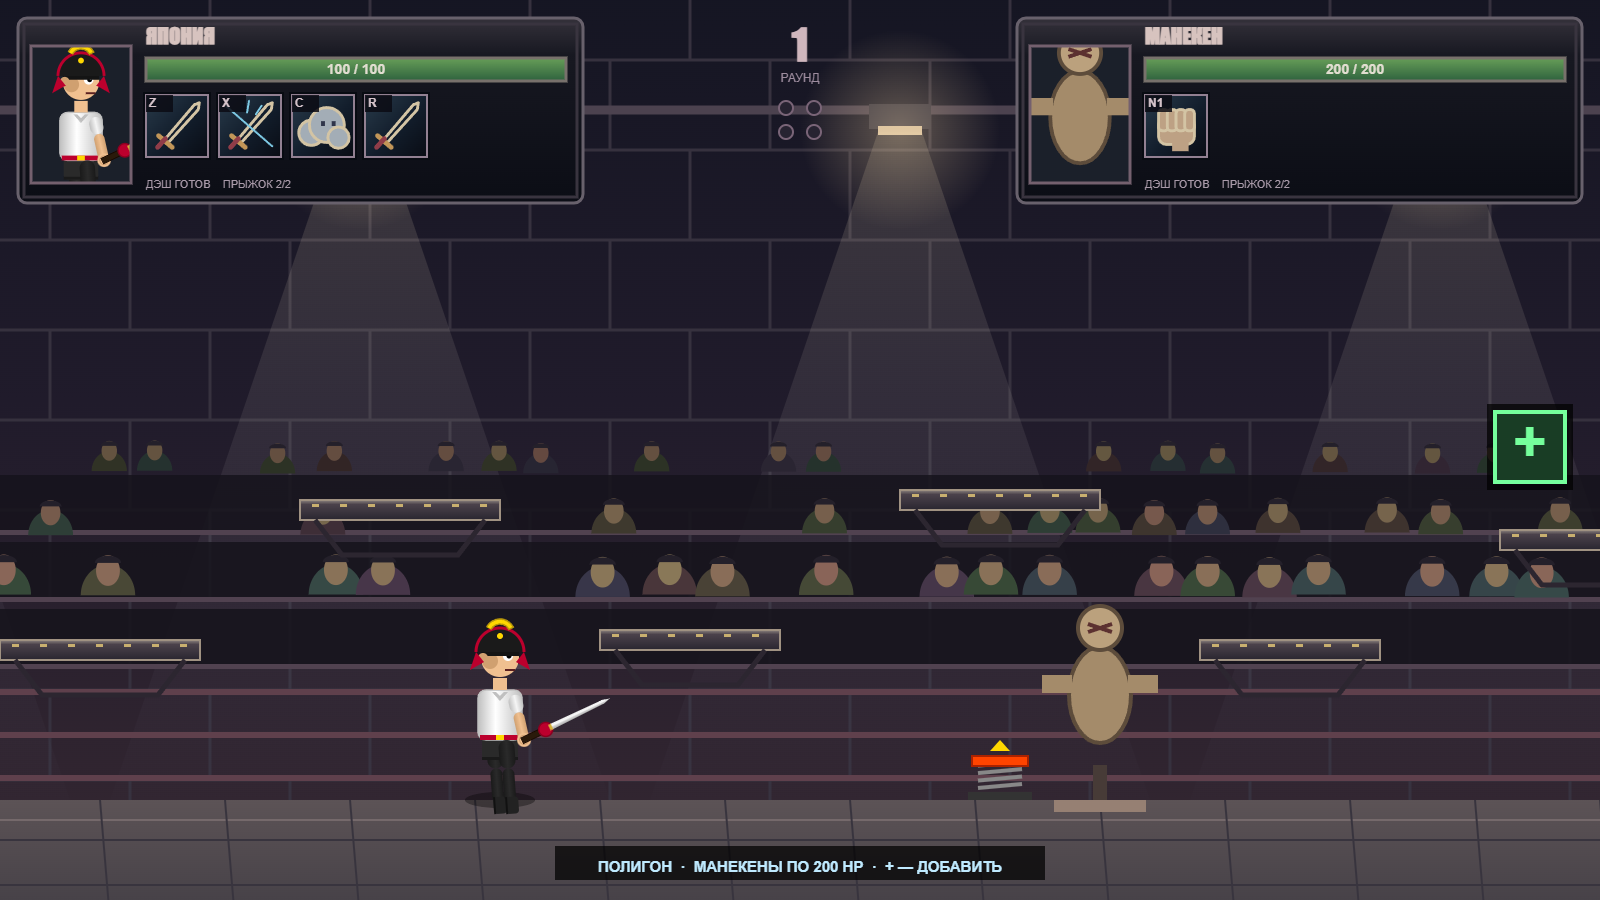 ЯПОНИЯ
100 / 100
Z X C R
ДЭШ ГОТОВ ПРЫЖОК 2/2
1
РАУНД
МАНЕКЕН
200 / 200
N1
ДЭШ ГОТОВ ПРЫЖОК 2/2
+
ПОЛИГОН · МАНЕКЕНЫ ПО 200 HP · + — ДОБАВИТЬ